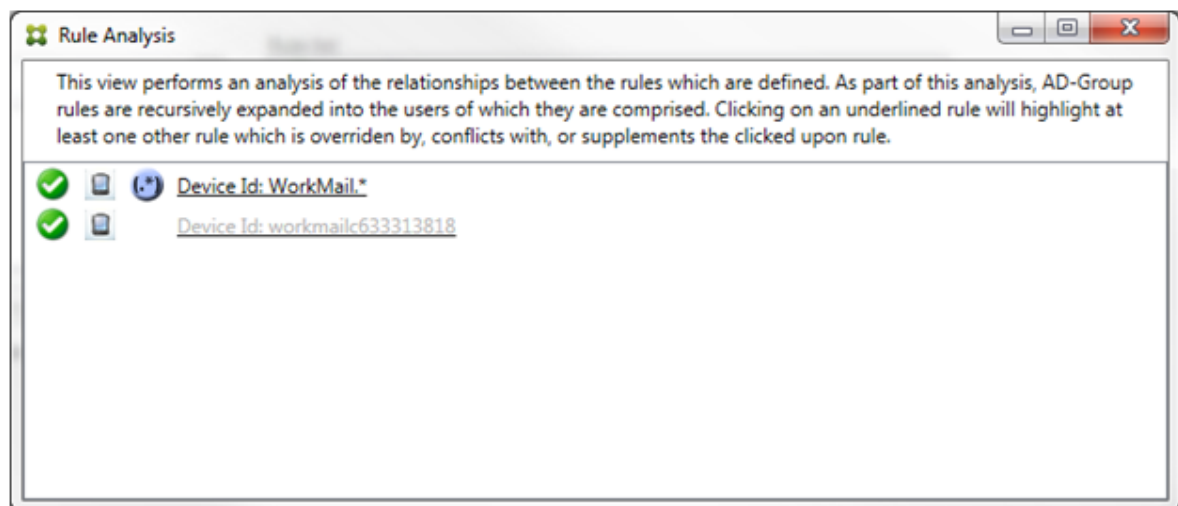 Rule Analysis
This view performs an analysis of the relationships between the rules which are defined. As part of this analysis, AD-Group
rules are recursively expanded into the users of which they are comprised. Clicking on an underlined rule will highlight at
least one other rule which is overriden by, conflicts with, or supplements the clicked upon rule.
(.*) Device Id: WorkMail.*
Device Id: workmailc633313818